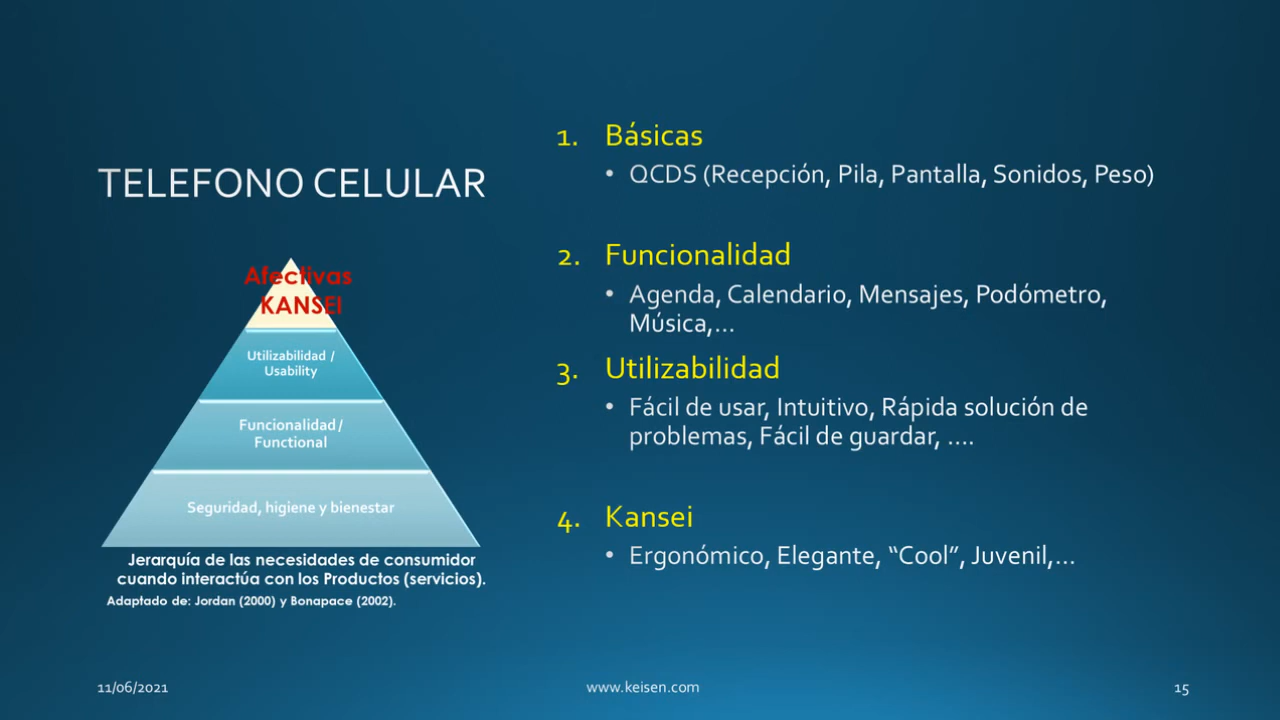 TELEFONO CELULAR
Afectivas
KANSEI
Utilizabilidad /
Usability
Funcionalidad/
Functional
Seguridad, higiene y bienestar
Jerarquía de las necesidades de consumidor
cuando interactúa con los Productos (servicios).
Adaptado de: Jordan (2000) y Bonapace (2002).
1. Básicas
• QCDS (Recepción, Pila, Pantalla, Sonidos, Peso)
2. Funcionalidad
• Agenda, Calendario, Mensajes, Podómetro,
Música,...
3. Utilizabilidad
• Fácil de usar, Intuitivo, Rápida solución de
problemas, Fácil de guardar, ....
4. Kansei
• Ergonómico, Elegante, “Cool”, Juvenil,...
11/06/2021
www.keisen.com
15